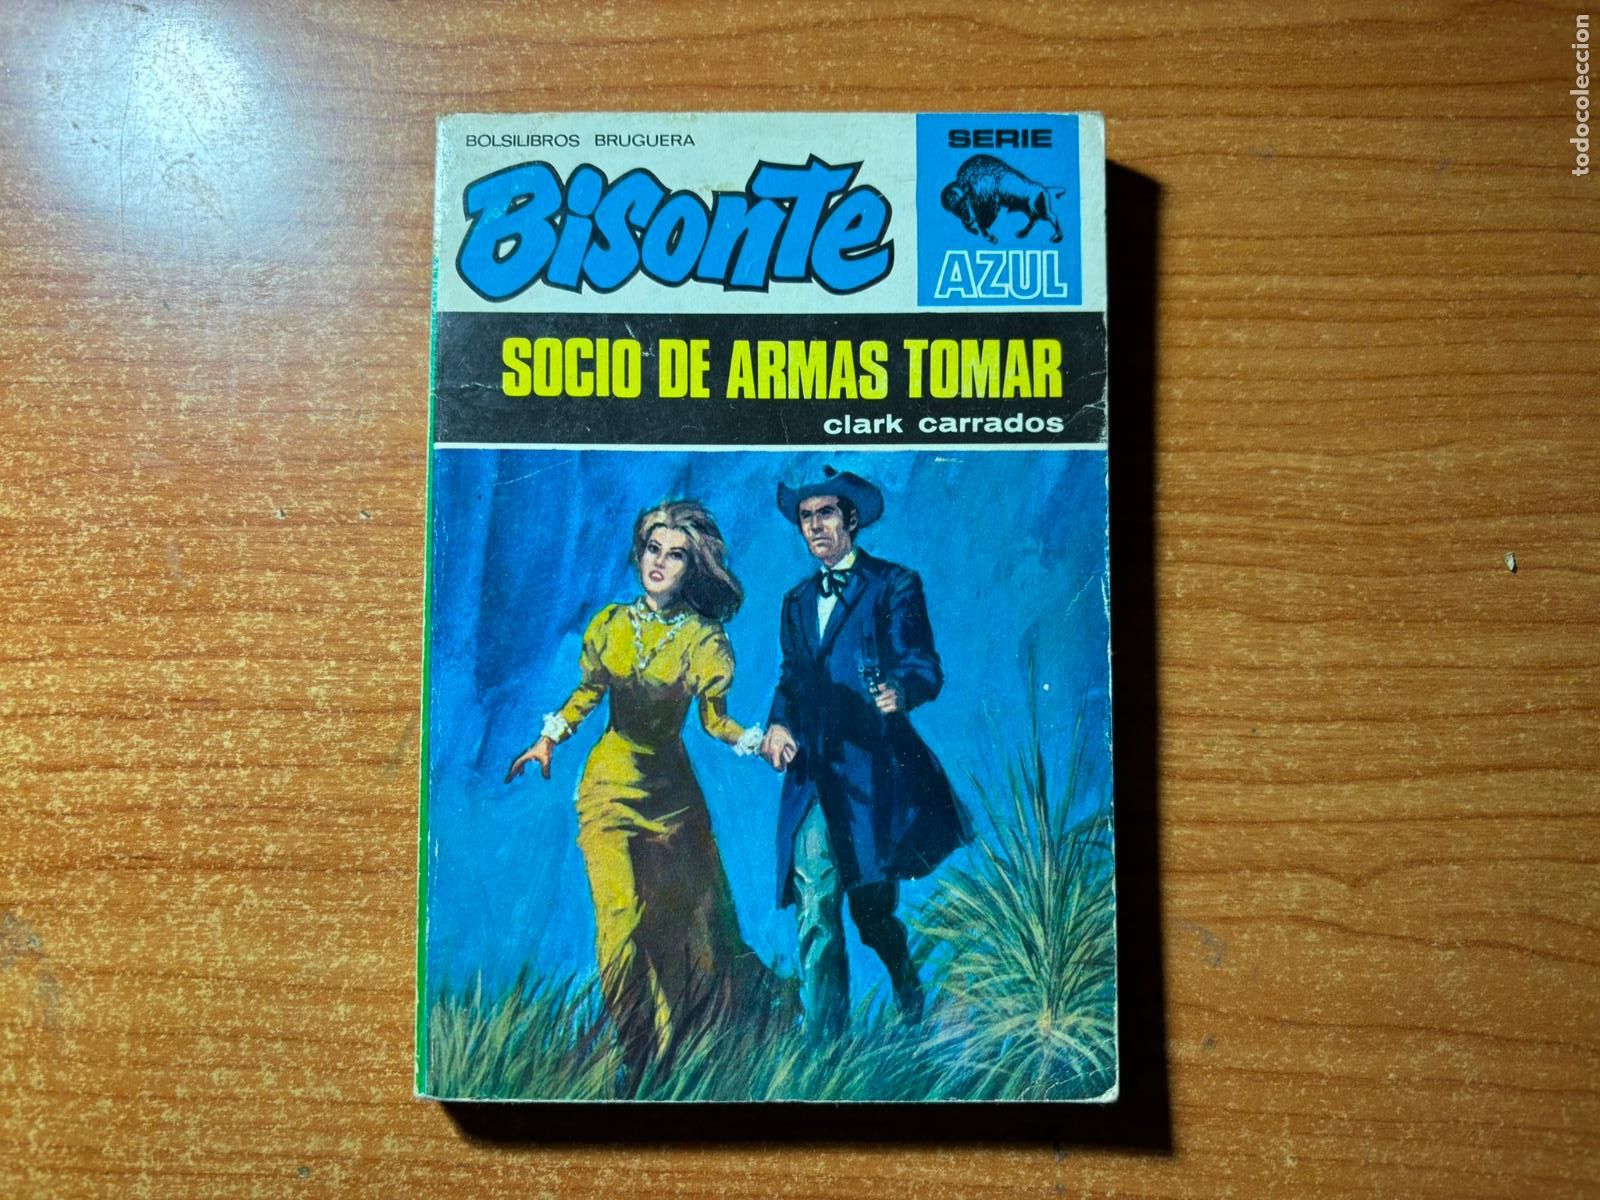 BOLSILIBROS BRUGUERA
Bisonte
SERIE
AZUL
SOCIO DE ARMAS TOMAR
clark carrados
todocoleccion